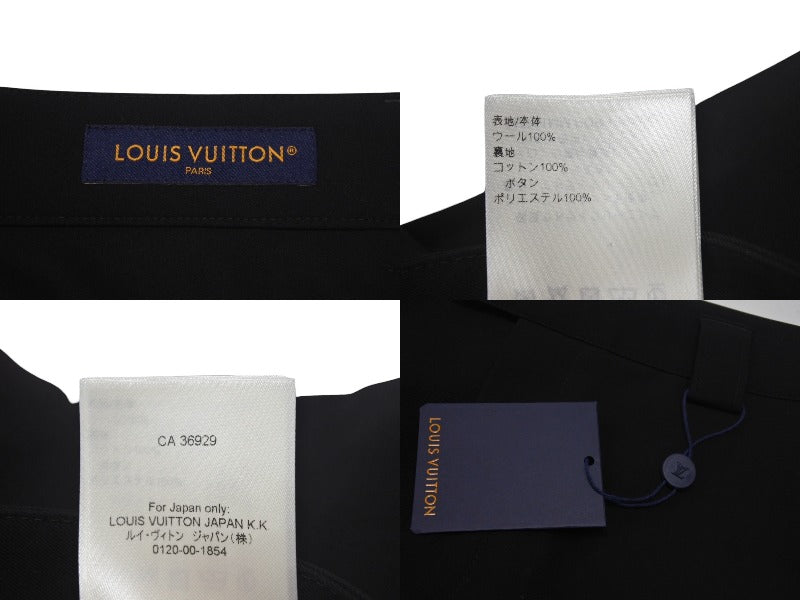 LOUIS VUITTON®
PARIS
表地/本体
ウール100%
裏地
コットン100%
ボタン
ポリエステル100%
CA 36929
For Japan only:
LOUIS VUITTON JAPAN K.K
ルイ・ヴィトン ジャパン(株)
0120-00-1854
LOUIS VUITTON
LV